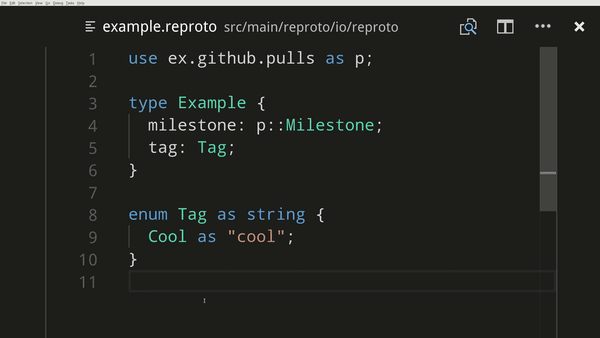 File Edit Selection View Go Debug Tasks Help
example.reproto src/main/reproto/io/reproto
1 use ex.github.pulls as p;
2
3 type Example {
4 milestone: p::Milestone;
5 tag: Tag;
6 }
7
8 enum Tag as string {
9 Cool as "cool";
10 }
11